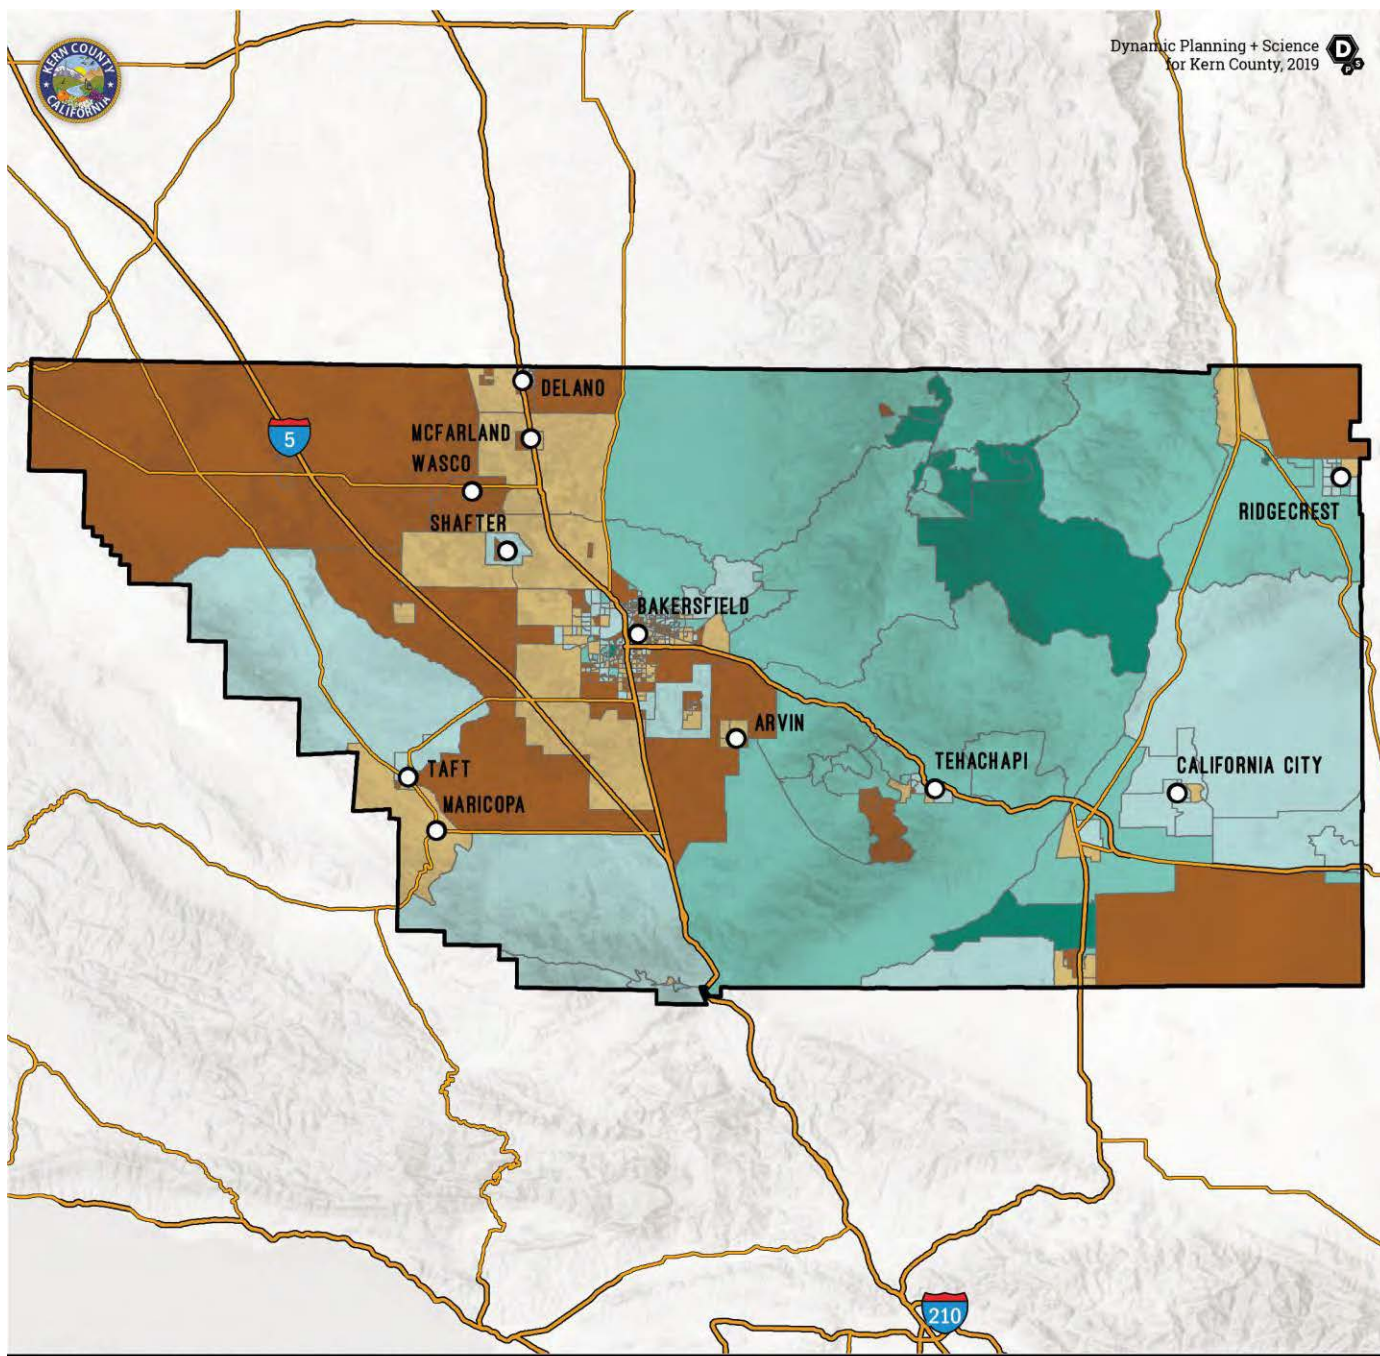 KERN COUNTY
CALIFORNIA
Dynamic Planning + Science
for Kern County, 2019
D
P
S
DELANO
5
MCFARLAND
WASCO
SHAFTER
RIDGECREST
BAKERSFIELD
ARVIN
TAFT
TEHACHAPI
CALIFORNIA CITY
MARICOPA
210